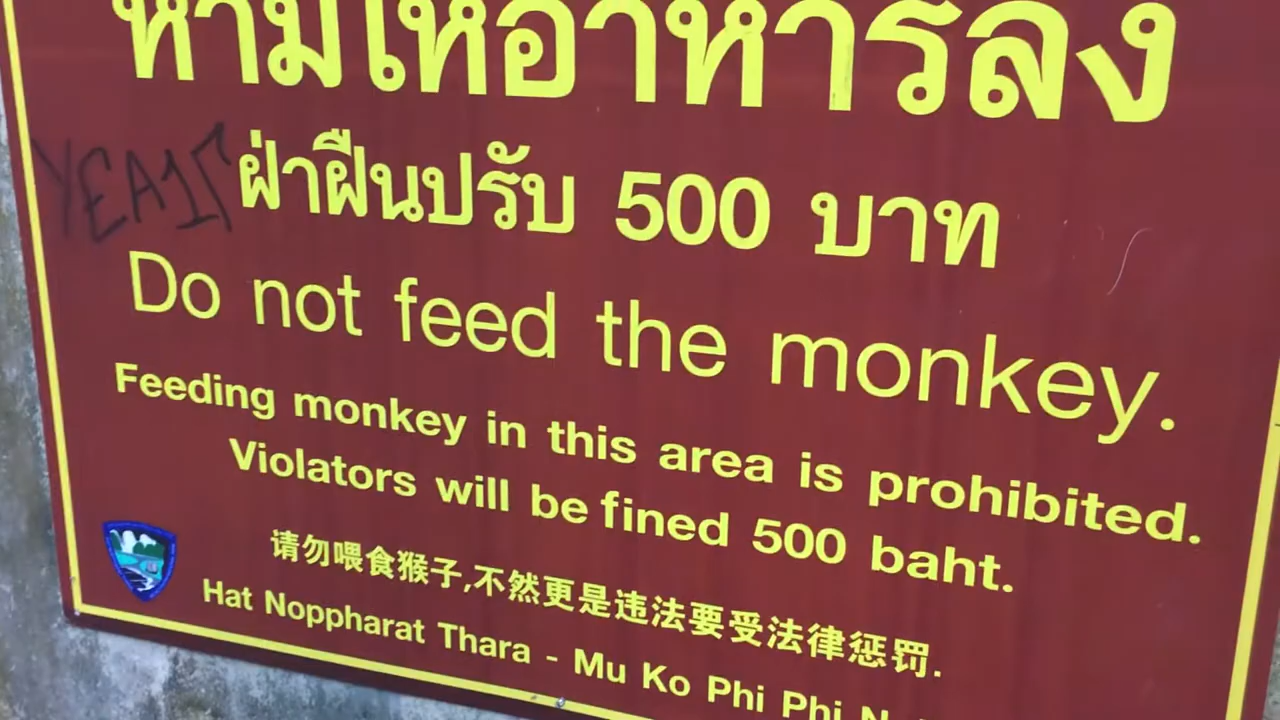 ห้ามให้อาหารลิง
ฝ่าฝืนปรับ 500 บาท
Do not feed the monkey.
Feeding monkey in this area is prohibited.
Violators will be fined 500 baht.
请勿喂食猴子,不然更是违法要受法律惩罚.
Hat Noppharat Thara - Mu Ko Phi Phi